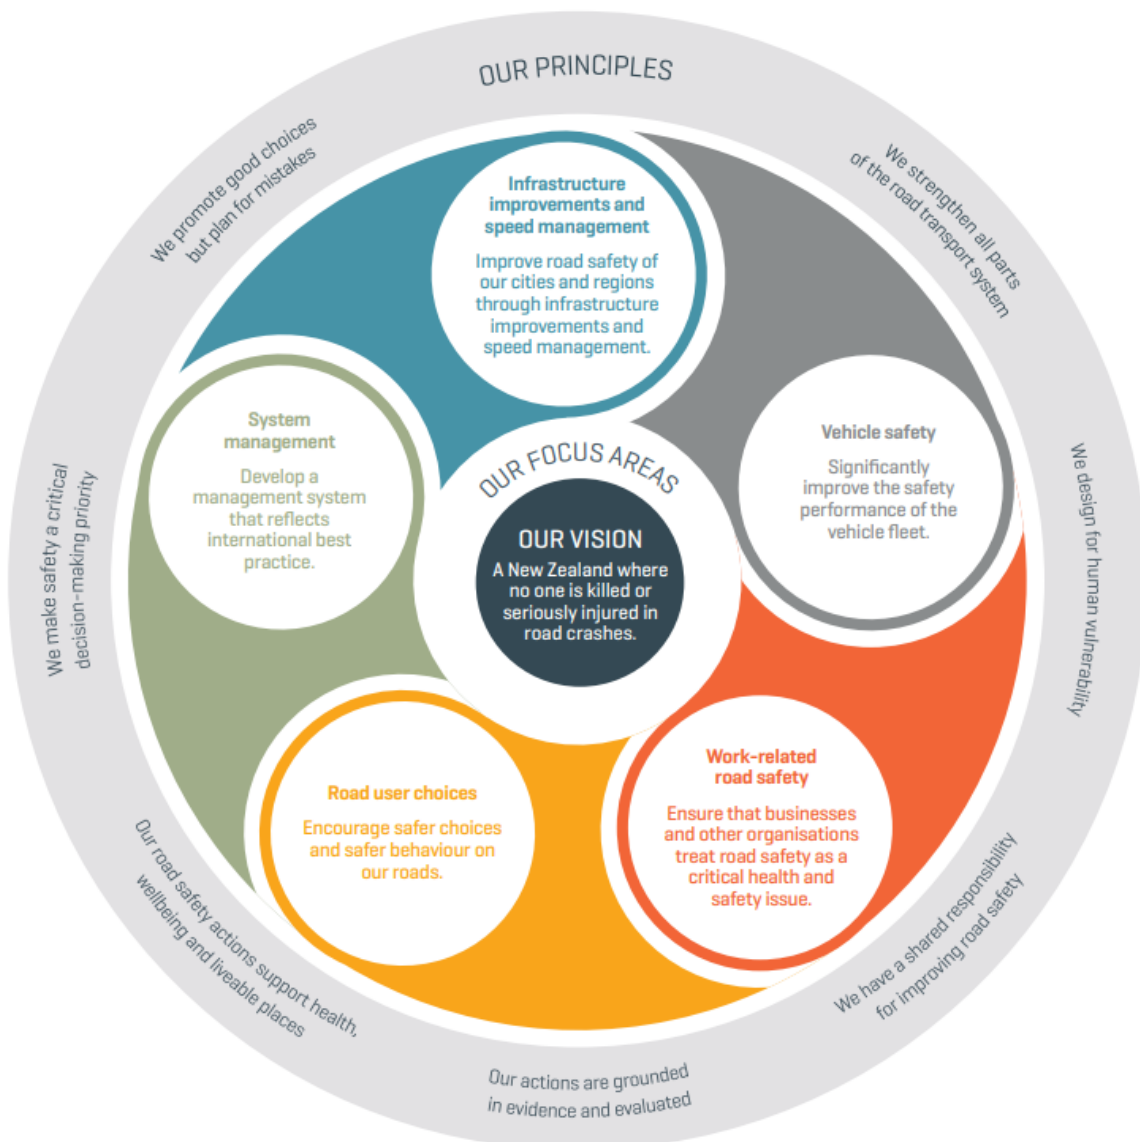 OUR PRINCIPLES
We promote good choices
but plan for mistakes
We strengthen all parts
of the road transport system
We design for human vulnerability
We have a shared responsibility
for improving road safety
Our actions are grounded
in evidence and evaluated
Our road safety actions support health,
wellbeing and liveable places
We make safety a critical
decision-making priority
Infrastructure
improvements and
speed management
Improve road safety of
our cities and regions
through infrastructure
improvements and
speed management.
Vehicle safety
Significantly
improve the safety
performance of the
vehicle fleet.
Work-related
road safety
Ensure that businesses
and other organisations
treat road safety as a
critical health and
safety issue.
Road user choices
Encourage safer choices
and safer behaviour on
our roads.
System
management
Develop a
management system
that reflects
international best
practice.
OUR FOCUS AREAS
OUR VISION
A New Zealand where
no one is killed or
seriously injured in
road crashes.